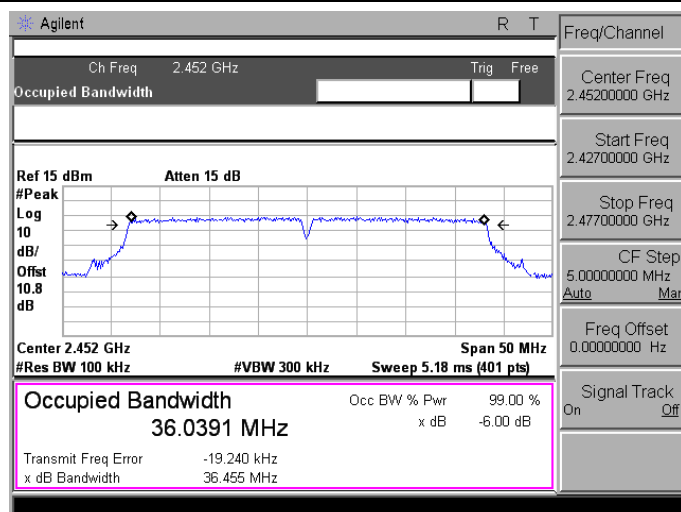 Agilent R T
Ch Freq 2.452 GHz Trig Free
Occupied Bandwidth
Ref 15 dBm Atten 15 dB
#Peak
Log
10
dB/
Offst
10.8
dB
Center 2.452 GHz Span 50 MHz
#Res BW 100 kHz #VBW 300 kHz Sweep 5.18 ms (401 pts)
Occupied Bandwidth Occ BW % Pwr 99.00 %
36.0391 MHz x dB -6.00 dB
Transmit Freq Error -19.240 kHz
x dB Bandwidth 36.455 MHz
Freq/Channel
Center Freq
2.45200000 GHz
Start Freq
2.42700000 GHz
Stop Freq
2.47700000 GHz
CF Step
5.00000000 MHz
Auto Mar
Freq Offset
0.00000000 Hz
Signal Track
On Off